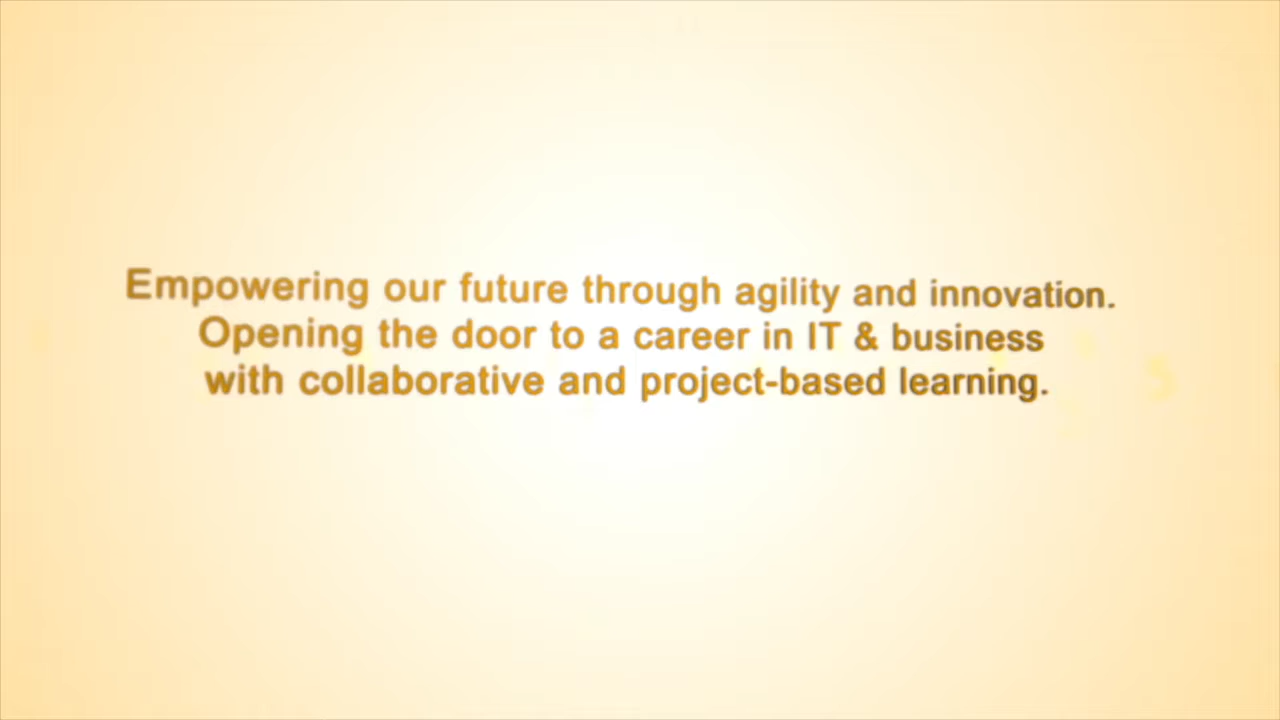 Empowering our future through agility and innovation.
Opening the door to a career in IT & business
with collaborative and project-based learning.